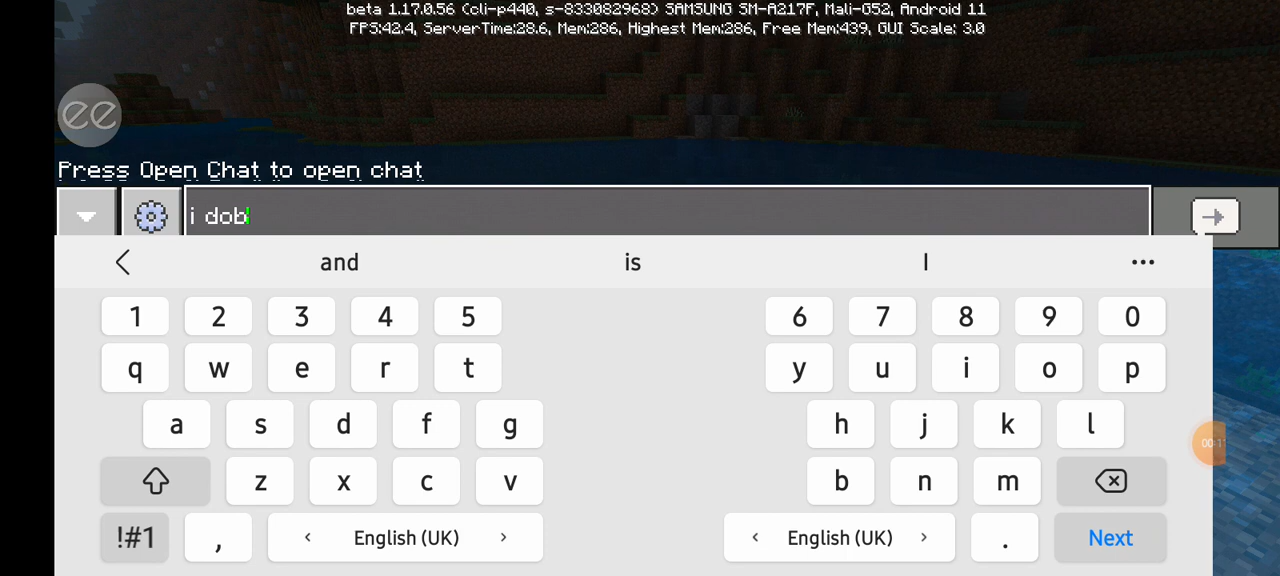 beta 1.17.0.56 (cli-p440, s-833082968) SAMSUNG SM-A217F, Mali-G52, Android 11
FPS:42.4, ServerTime:28.6, Mem:286, Highest Mem:286, Free Mem:439, GUI Scale: 3.0
ee
Press Open Chat to open chat
i dob
and is I ...
1 2 3 4 5 6 7 8 9 0
q w e r t y u i o p
a s d f g h j k l
z x c v b n m
!#1 , < English (UK) > < English (UK) > . Next